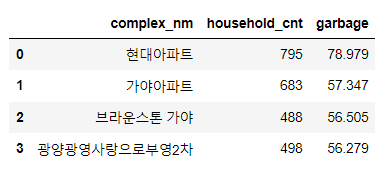 complex_nm household_cnt garbage
0 현대아파트 795 78.979
1 가야아파트 683 57.347
2 브라운스톤 가야 488 56.505
3 광양광영사랑으로부영2차 498 56.279